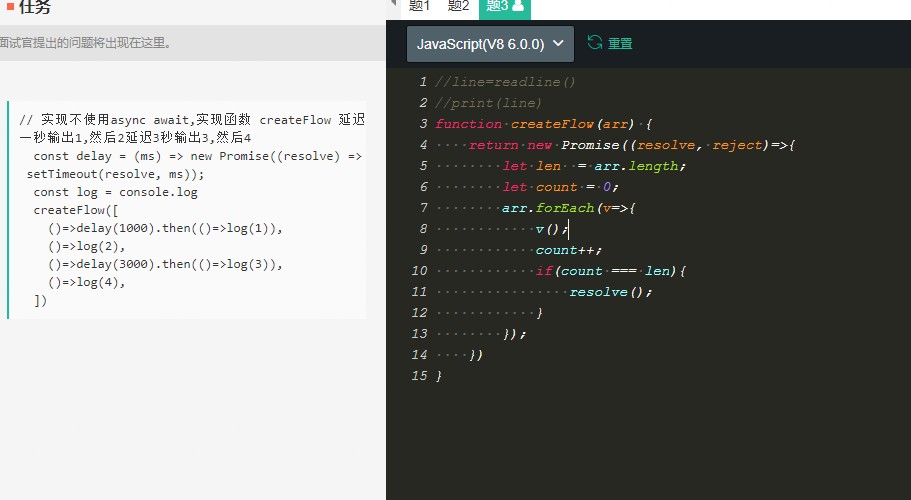 任务
面试官提出的问题将出现在这里。
// 实现不使用async await,实现函数 createFlow 延迟
一秒输出1,然后2延迟3秒输出3,然后4
const delay = (ms) => new Promise((resolve) =>
setTimeout(resolve, ms));
const log = console.log
createFlow([
()=>delay(1000).then(()=>log(1)),
()=>log(2),
()=>delay(3000).then(()=>log(3)),
()=>log(4),
])
题1 题2 题3
JavaScript(V8 6.0.0) 重置
1 //line=readline()
2 //print(line)
3 function createFlow(arr) {
4 return new Promise((resolve, reject)=>{
5 let len = arr.length;
6 let count = 0;
7 arr.forEach(v=>{
8 v();
9 count++;
10 if(count === len){
11 resolve();
12 }
13 });
14 })
15 }